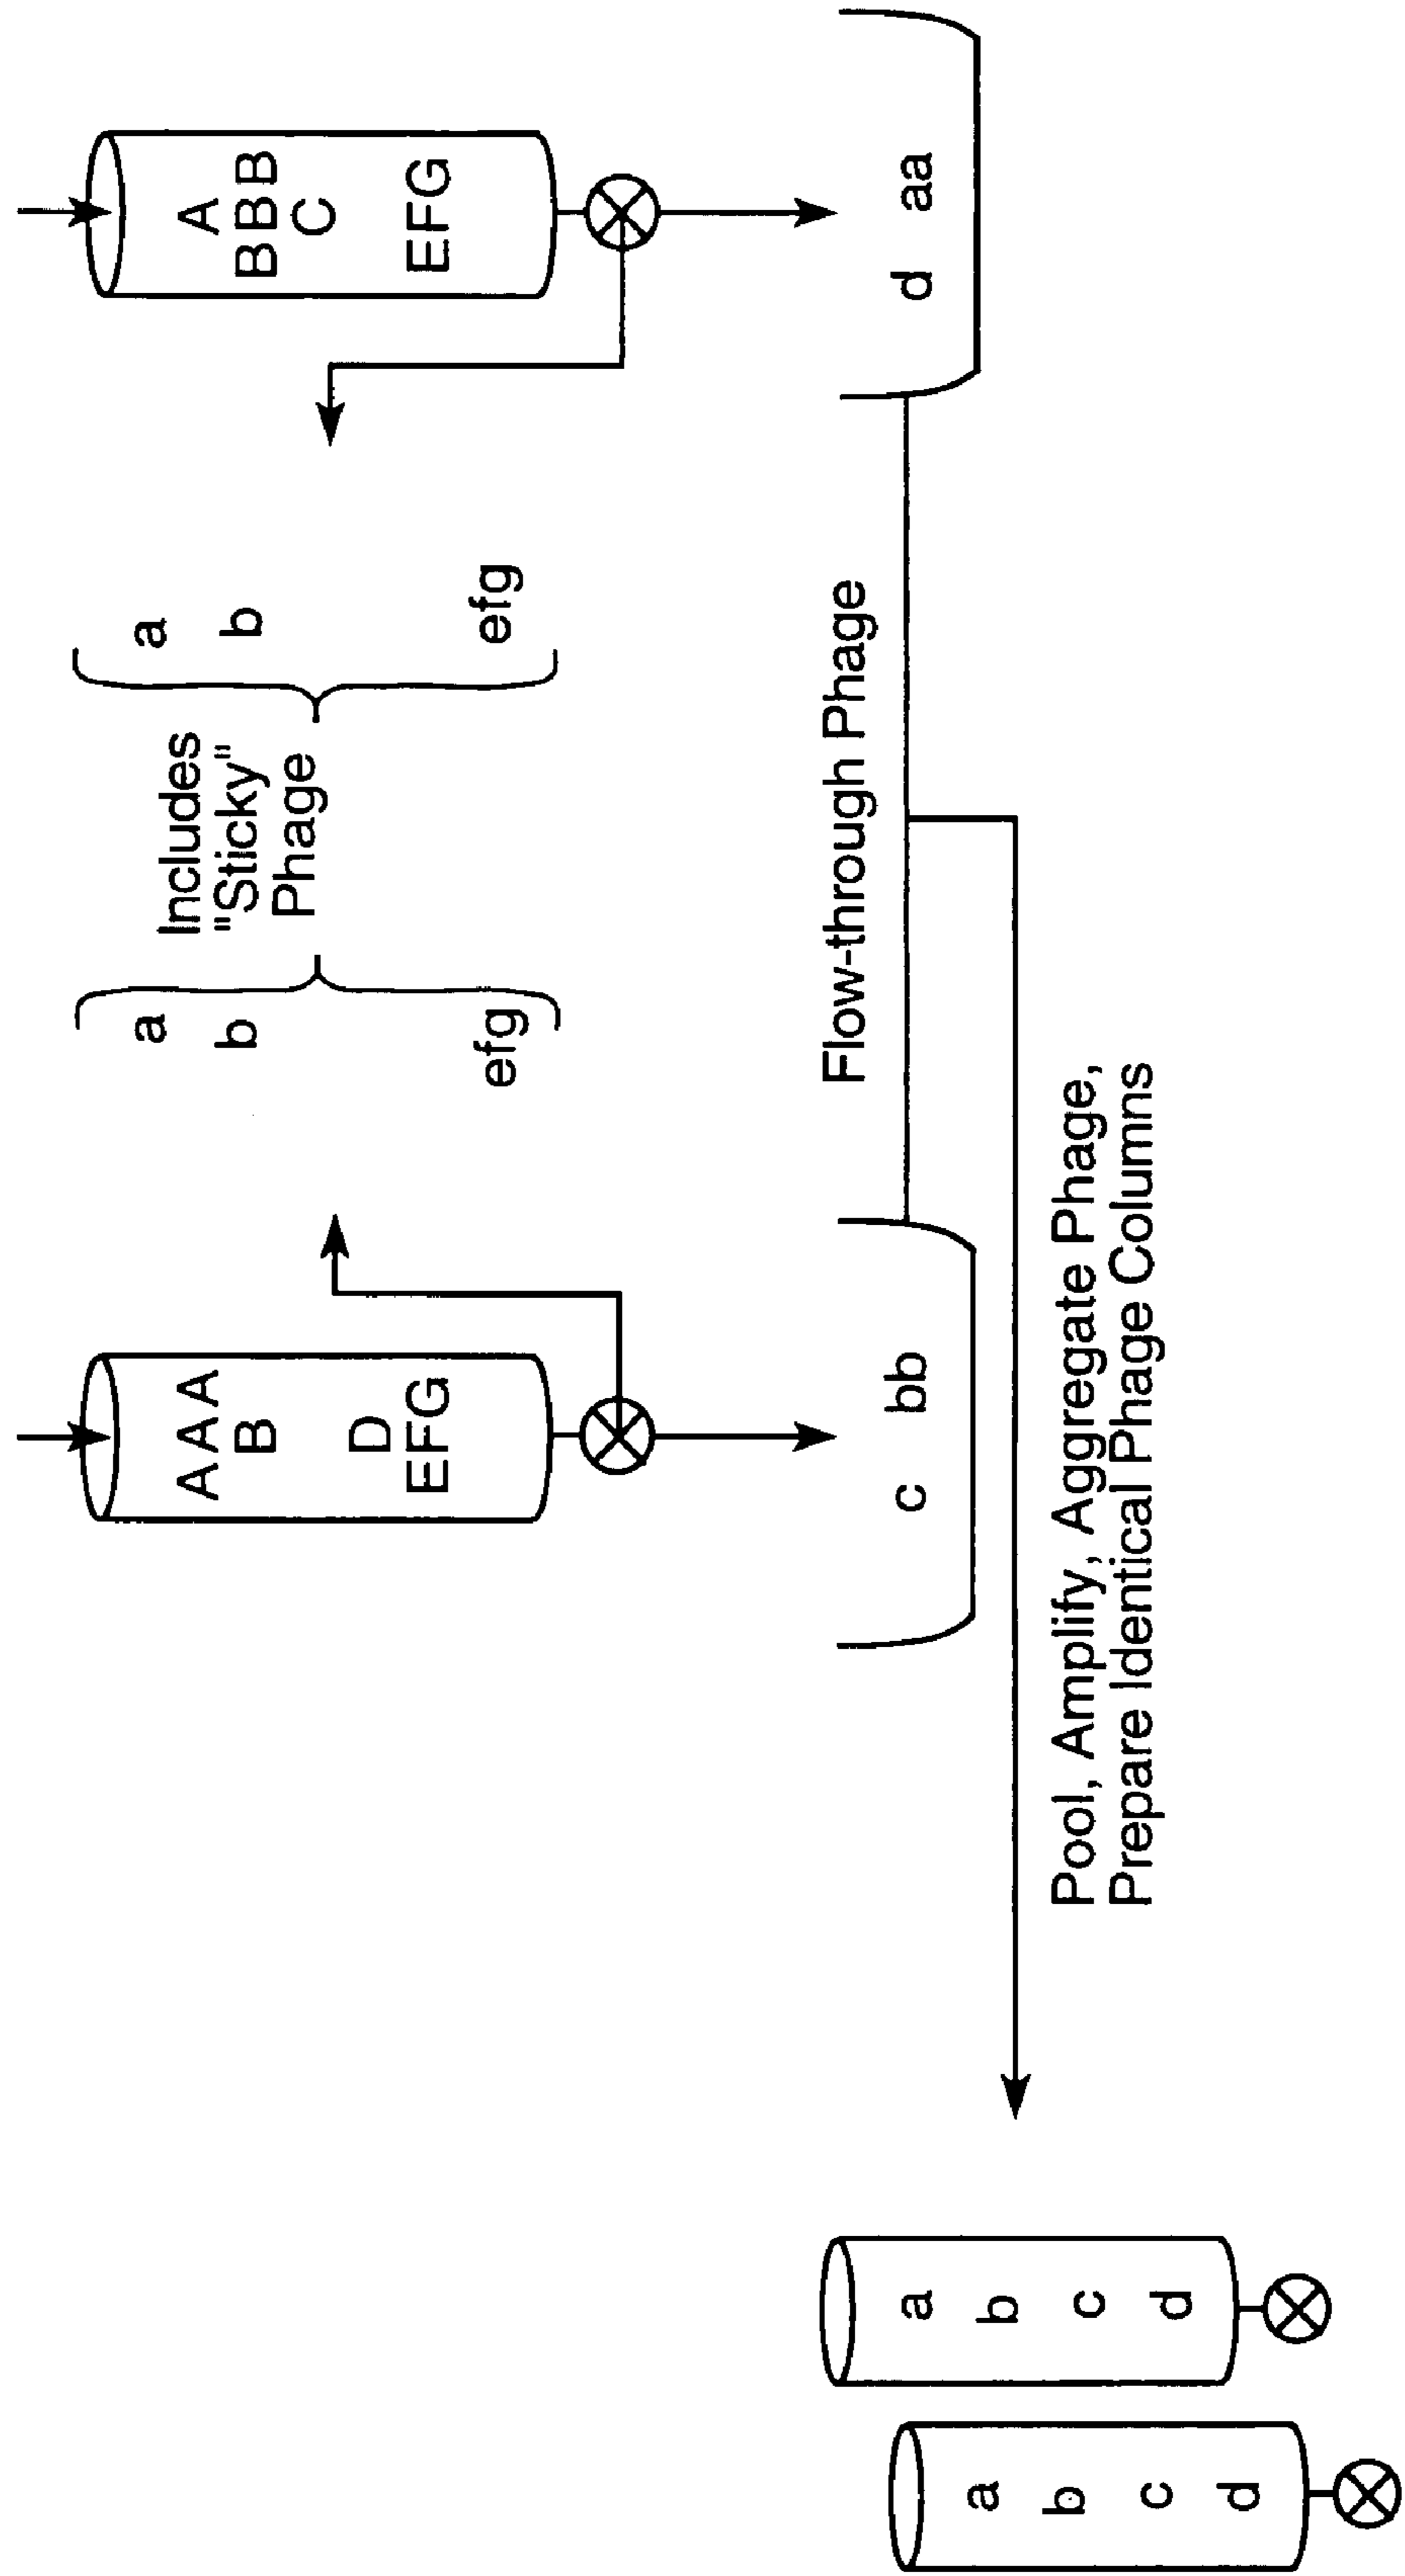 AAA
B
D
EFG
a
b
efg
Includes
"Sticky"
Phage
a
b
efg
A
BBB
C
EFG
c bb
Flow-through Phage
d aa
Pool, Amplify, Aggregate Phage,
Prepare Identical Phage Columns
a
b
c
d
a
b
c
d